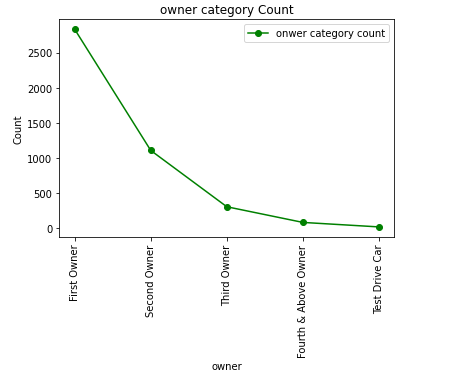 owner category Count
onwer category count
2500
2000
1500
1000
500
0
Count
First Owner
Second Owner
Third Owner
Fourth & Above Owner
Test Drive Car
owner